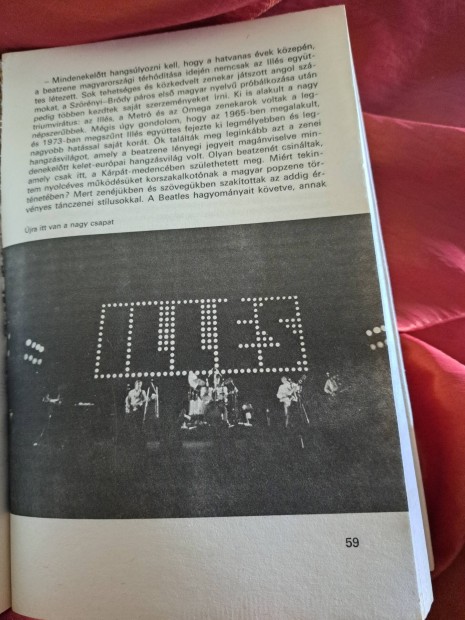 – Mindenekelőtt hangsúlyozni kell, hogy a hatvanas évek közepén,
a beatzene magyarországi térhódítása idején nemcsak az Illés együt-
tes létezett. Sok tehetséges és közkedvelt zenekar játszott angol szá-
mokat, a Szörényi–Bródy páros első magyar nyelvű próbálkozása után
pedig többen kezdtek saját szerzeményeket írni. Ki is alakult a nagy
triumvirátus: az Illés, a Metró és az Omega zenekarok voltak a leg-
népszerűbbek. Mégis úgy gondolom, hogy az 1965-ben megalakult,
és 1973-ban megszűnt Illés együttes fejezte ki legmélyebben és leg-
nagyobb hatással saját korát. Ők találták meg leginkább azt a zenei
hangzásvilágot, amely a beatzene lényegi jegyeit magánviselve min-
denekelőtt kelet-európai hangzásvilág volt. Olyan beatzenét csináltak,
amely csak itt, a Kárpát-medencében születhetett meg. Miért tekin-
tem nyolcéves működésüket korszakalkotónak a magyar popzene tör-
ténetében? Mert zenéjükben és szövegükben szakítottak az addig ér-
vényes tánczenei stílusokkal. A Beatles hagyományait követve, annak
Újra itt van a nagy csapat
ILLÉS
59